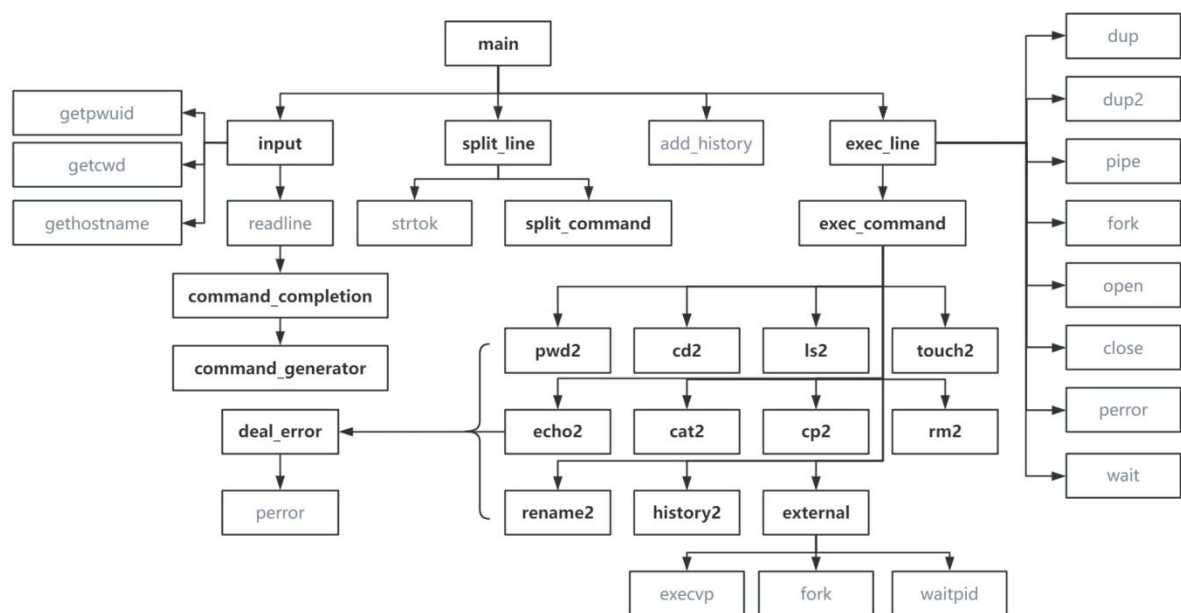 main
dup
getpwuid
dup2
input
split_line
add_history
exec_line
getcwd
pipe
gethostname
readline
strtok
split_command
exec_command
fork
command_completion
open
pwd2
cd2
ls2
touch2
close
command_generator
deal_error
echo2
cat2
cp2
rm2
perror
wait
perror
rename2
history2
external
execvp
fork
waitpid